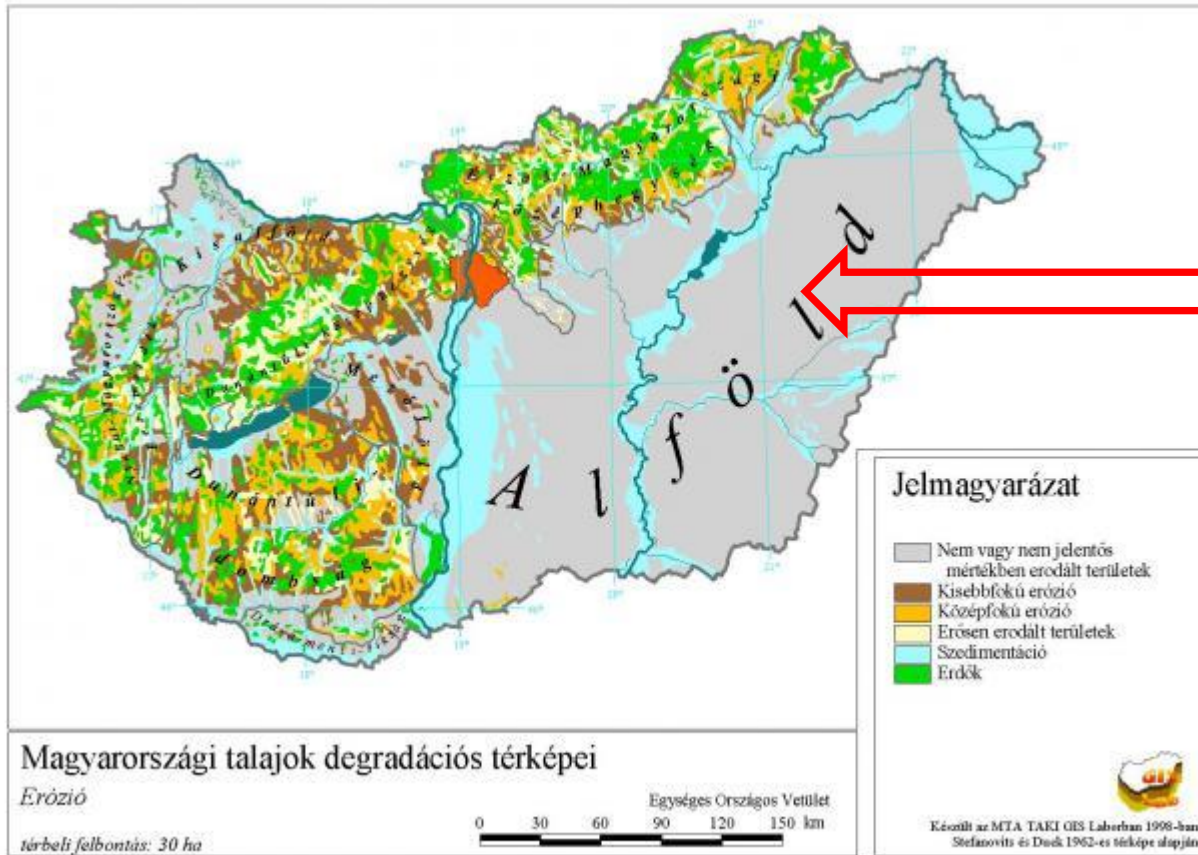 Kisalföld
Északi-Magyarországi
középhegység
Dunántúli-középhegység
Mezőföld
Dunántúli
dombság
Alföld
Jelmagyarázat
Nem vagy nem jelentős
mértékben erodált területek
Kisebbfokú erózió
Középfokú erózió
Erősen erodált területek
Szedimentáció
Erdők
Magyarországi talajok degradációs térképei
Erózió
térbeli felbontás: 30 ha
Egységes Országos Vetület
0 30 60 90 120 150 km
GIS
Készült az MTA TAKI GIS Laborban 1998-ban
Stefanovits és Duck 1962-es térképe alapján